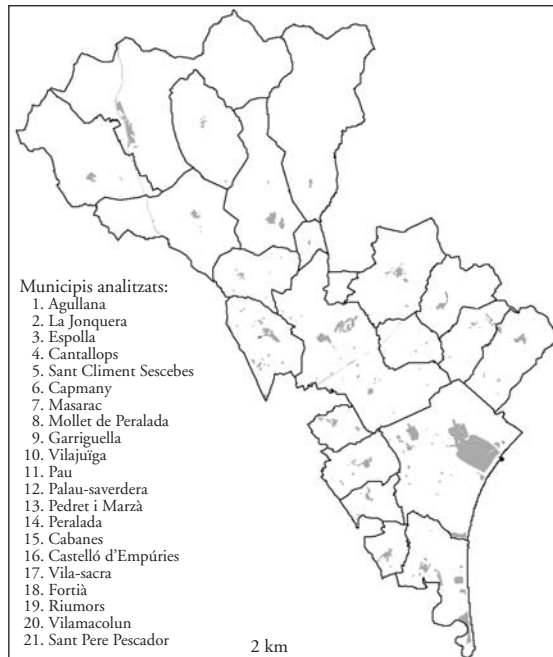 Municipis analitzats:
1. Agullana
2. La Jonquera
3. Espolla
4. Cantallops
5. Sant Climent Sescebes
6. Capmany
7. Masarac
8. Mollet de Peralada
9. Garriguella
10. Vilajuïga
11. Pau
12. Palau-saverdera
13. Pedret i Marzà
14. Peralada
15. Cabanes
16. Castelló d’Empúries
17. Vila-sacra
18. Fortià
19. Riumors
20. Vilamacolun
21. Sant Pere Pescador
2 km